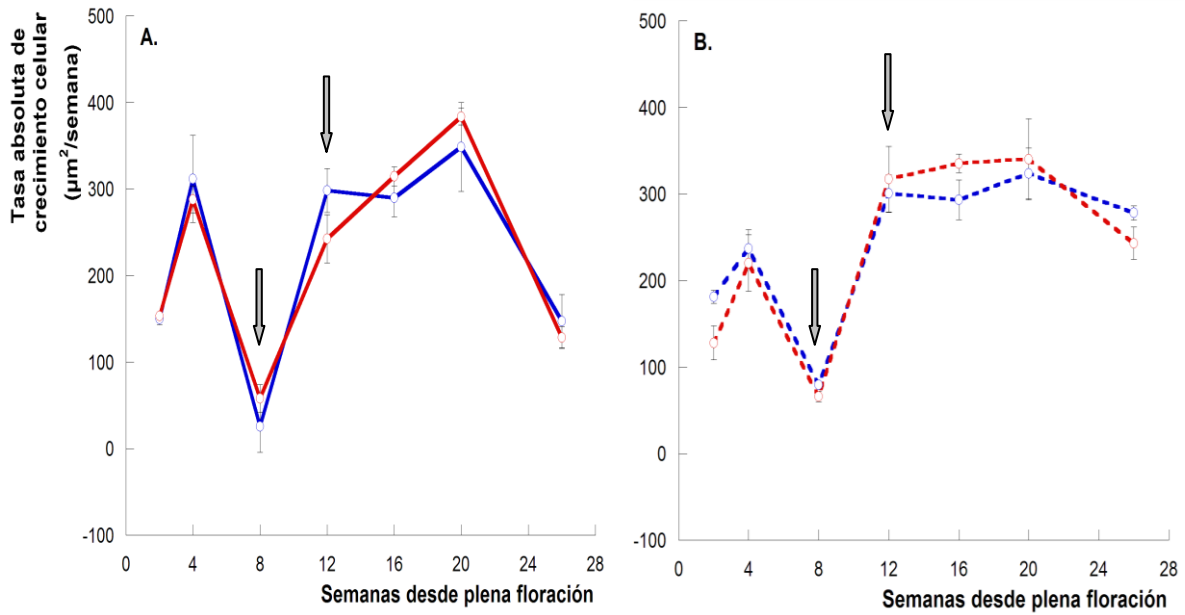 Tasa absoluta de
crecimiento celular
(µm²/semana)
A.
500
400
300
200
100
0
-100
0 4 8 12 16 20 24 28
Semanas desde plena floración
B.
500
400
300
200
100
0
-100
0 4 8 12 16 20 24 28
Semanas desde plena floración